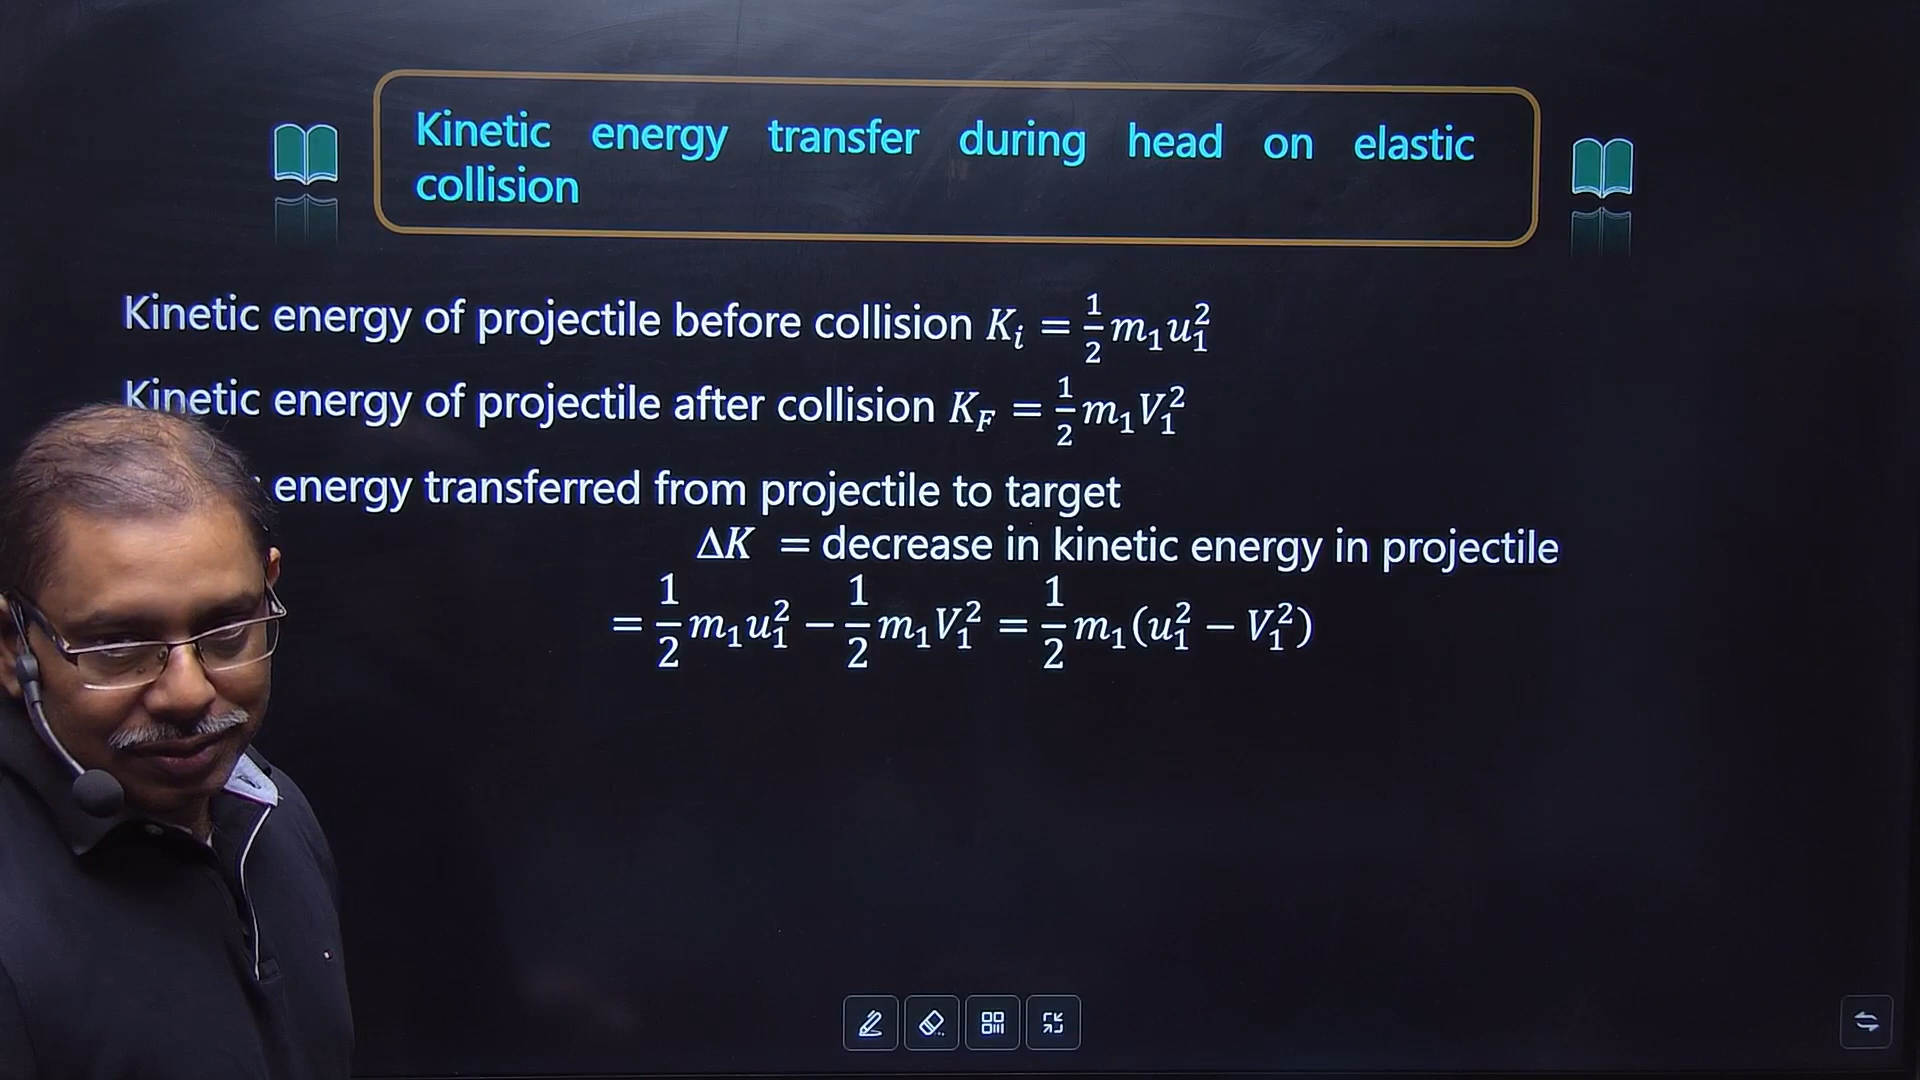 Kinetic energy transfer during head on elastic
collision
Kinetic energy of projectile before collision K_i = 1/2 m_1 u_1^2
Kinetic energy of projectile after collision K_F = 1/2 m_1 V_1^2
energy transferred from projectile to target
ΔK = decrease in kinetic energy in projectile
= 1/2 m_1 u_1^2 − 1/2 m_1 V_1^2 = 1/2 m_1 (u_1^2 − V_1^2)